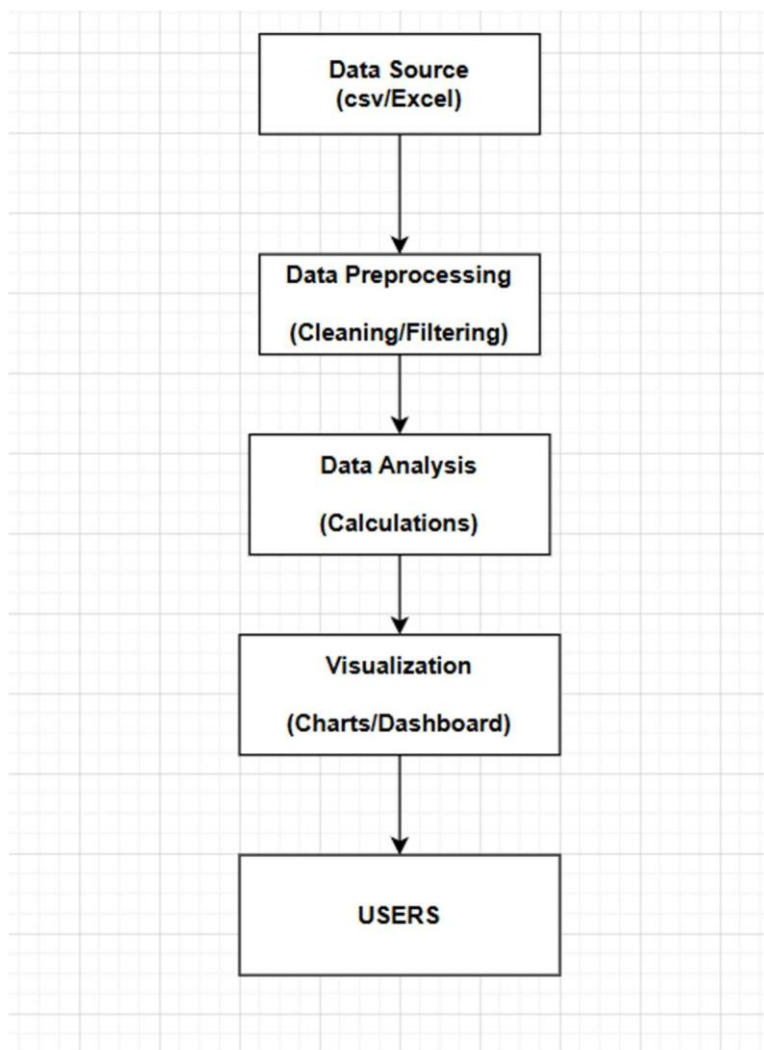 Data Source
(csv/Excel)
Data Preprocessing
(Cleaning/Filtering)
Data Analysis
(Calculations)
Visualization
(Charts/Dashboard)
USERS